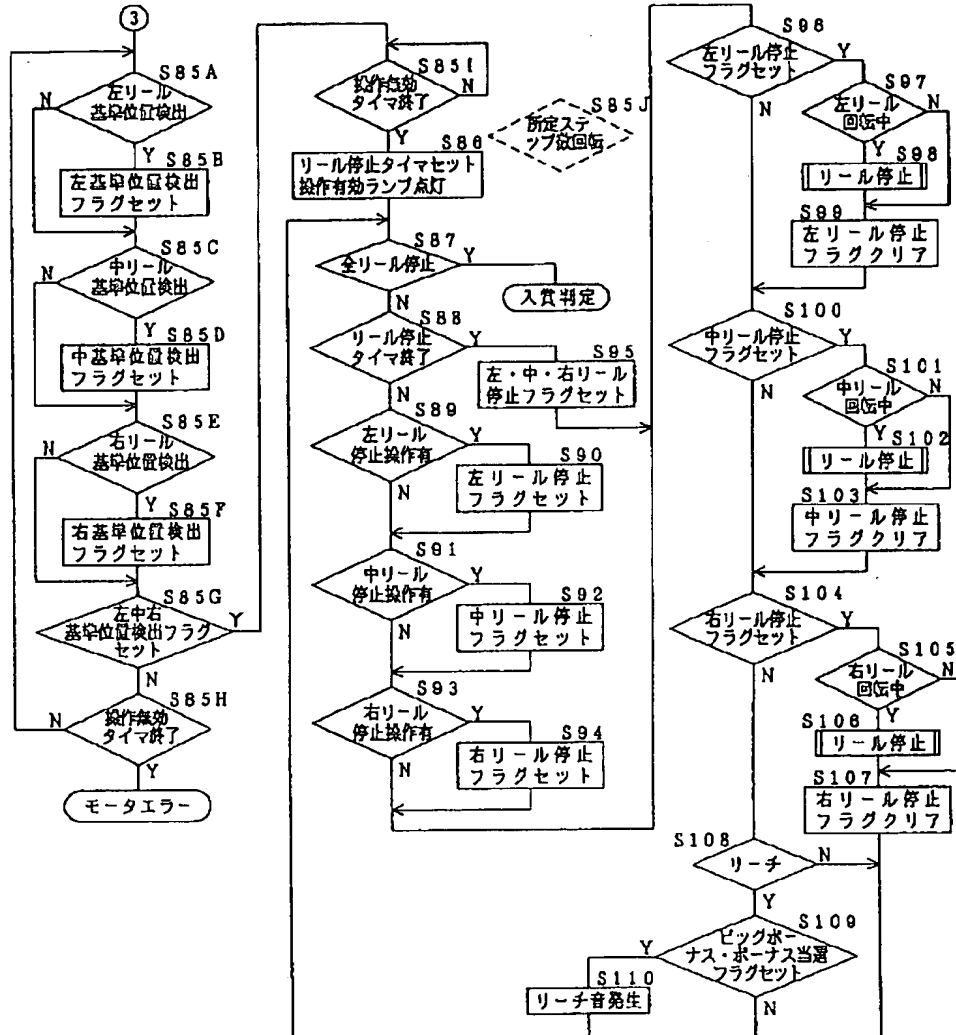 3
S85A
左リール
基準位置検出
N
Y
S85B
左基準位置検出
フラグセット
S85C
中リール
基準位置検出
N
Y
S85D
中基準位置検出
フラグセット
S85E
右リール
基準位置検出
N
Y
S85F
右基準位置検出
フラグセット
S85G
左中右
基準位置検出フラグ
セット
Y
N
S85H
操作無効
タイマ終了
N
Y
モータエラー
S85I
操作無効
タイマ終了
N
Y
S85J
所定ステ
ップ数回転
S86
リール停止タイマセット
操作有効ランプ点灯
S87
全リール停止
Y
N
入賞判定
S88
リール停止
タイマ終了
Y
N
S95
左・中・右リール
停止フラグセット
S89
左リール
停止操作有
Y
N
S90
左リール停止
フラグセット
S91
中リール
停止操作有
Y
N
S92
中リール停止
フラグセット
S93
右リール
停止操作有
Y
N
S94
右リール停止
フラグセット
S96
左リール停止
フラグセット
Y
N
S97
左リール
回転中
N
Y
S98
リール停止
S99
左リール停止
フラグクリア
S100
中リール停止
フラグセット
Y
N
S101
中リール
回転中
N
Y
S102
リール停止
S103
中リール停止
フラグクリア
S104
右リール停止
フラグセット
Y
N
S105
右リール
回転中
N
Y
S106
リール停止
S107
右リール停止
フラグクリア
S108
リーチ
N
Y
S109
ビッグボー
ナス・ボーナス当選
フラグセット
Y
N
S110
リーチ音発生